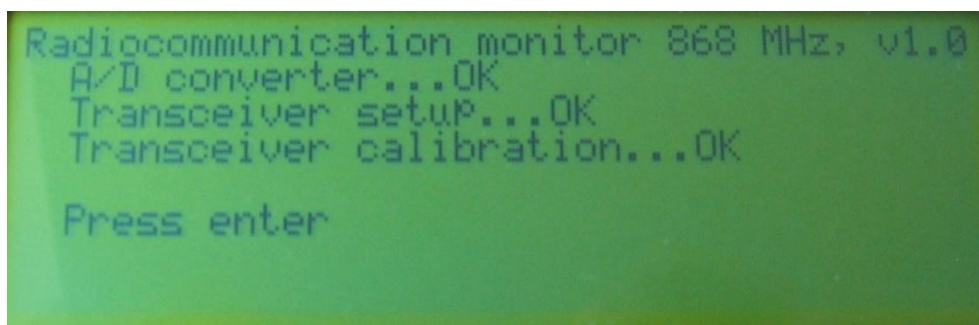 Radiocommunication monitor 868 MHz, v1.0
A/D converter...OK
Transceiver setup...OK
Transceiver calibration...OK
Press enter